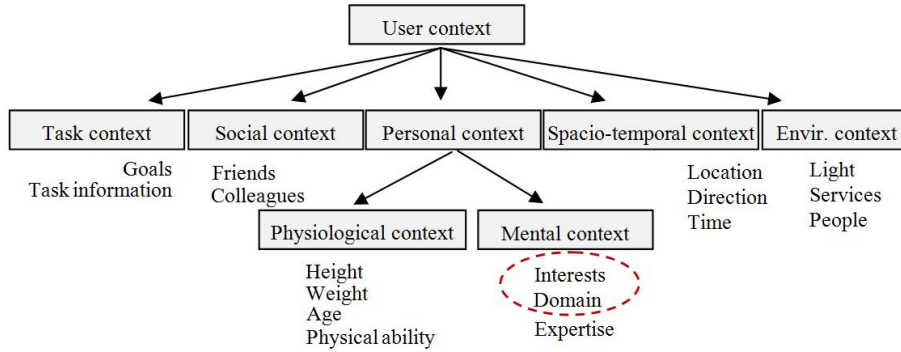 User context
Task context
Social context
Personal context
Spacio-temporal context
Envir. context
Goals
Task information
Friends
Colleagues
Location
Direction
Time
Light
Services
People
Physiological context
Mental context
Height
Weight
Age
Physical ability
Interests
Domain
Expertise